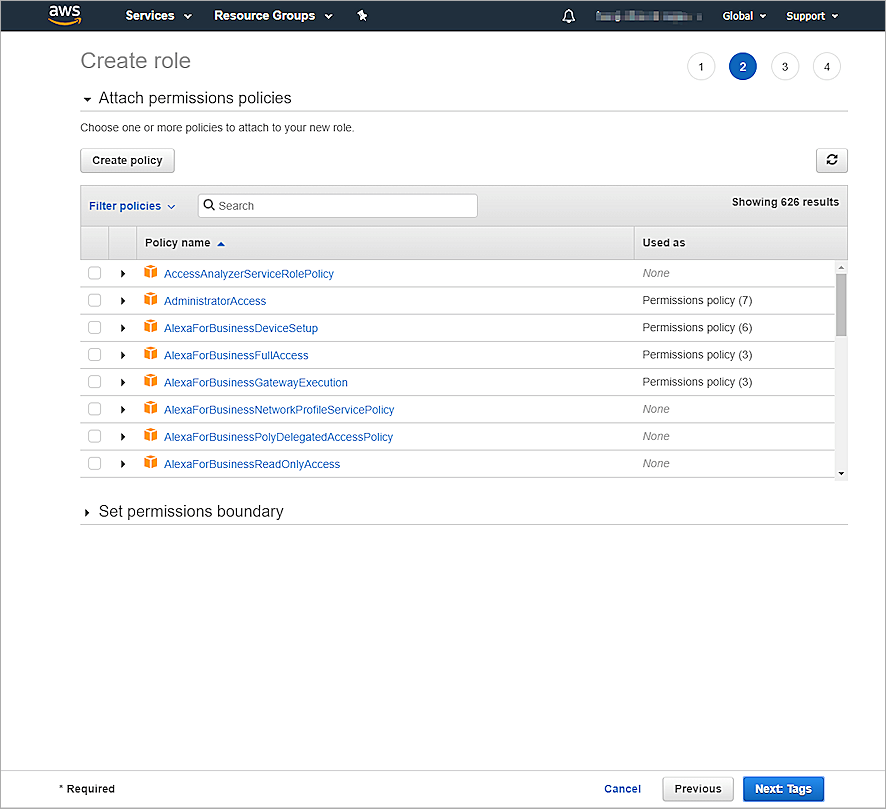 aws Services Resource Groups Global Support
Create role
1 2 3 4
Attach permissions policies
Choose one or more policies to attach to your new role.
Create policy
Filter policies Search Showing 626 results
Policy name Used as
AccessAnalyzerServiceRolePolicy None
AdministratorAccess Permissions policy (7)
AlexaForBusinessDeviceSetup Permissions policy (6)
AlexaForBusinessFullAccess Permissions policy (3)
AlexaForBusinessGatewayExecution Permissions policy (3)
AlexaForBusinessNetworkProfileServicePolicy None
AlexaForBusinessPolyDelegatedAccessPolicy None
AlexaForBusinessReadOnlyAccess None
Set permissions boundary
* Required Cancel Previous Next: Tags